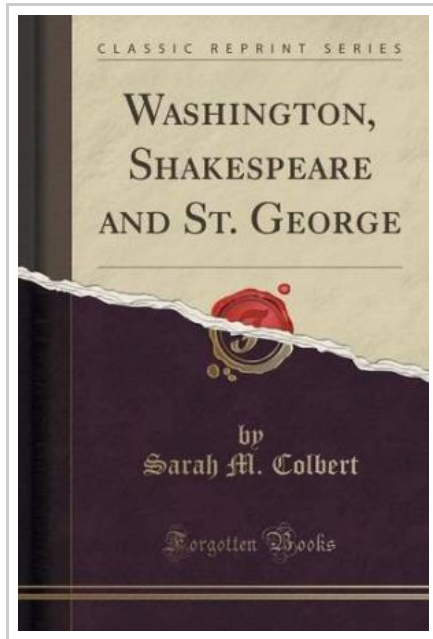 CLASSIC REPRINT SERIES
WASHINGTON,
SHAKESPEARE
AND ST. GEORGE
by
Sarah M. Colbert
Forgotten Books